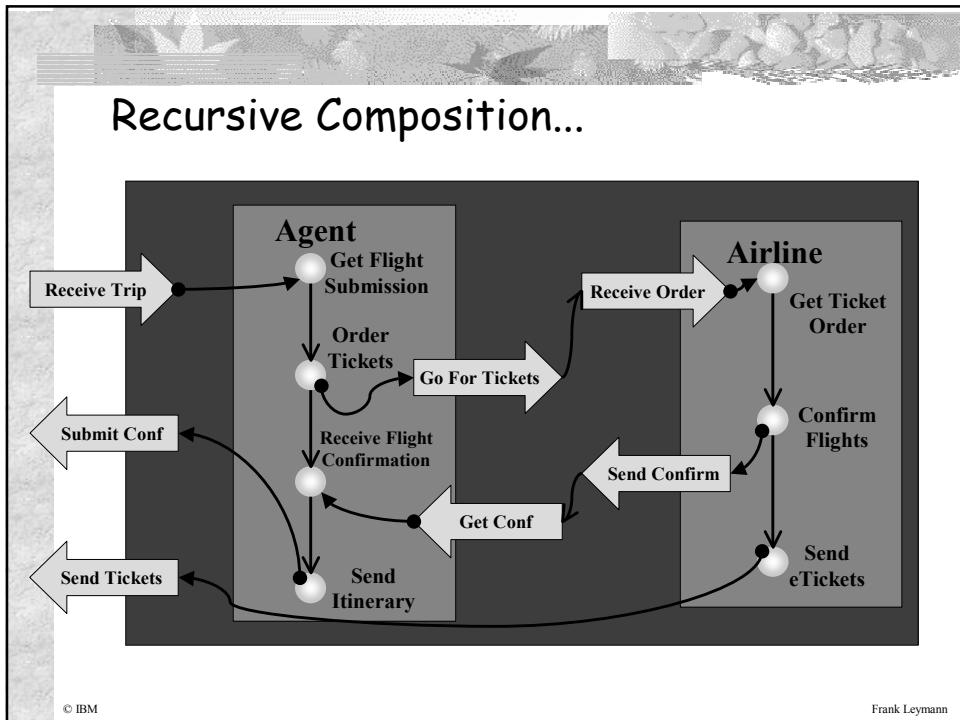 Recursive Composition...
Agent
Get Flight
Submission
Receive Trip
Order
Tickets
Go For Tickets
Receive Order
Airline
Get Ticket
Order
Submit Conf
Receive Flight
Confirmation
Confirm
Flights
Send Confirm
Get Conf
Send Tickets
Send
Itinerary
Send
eTickets
© IBM
Frank Leymann